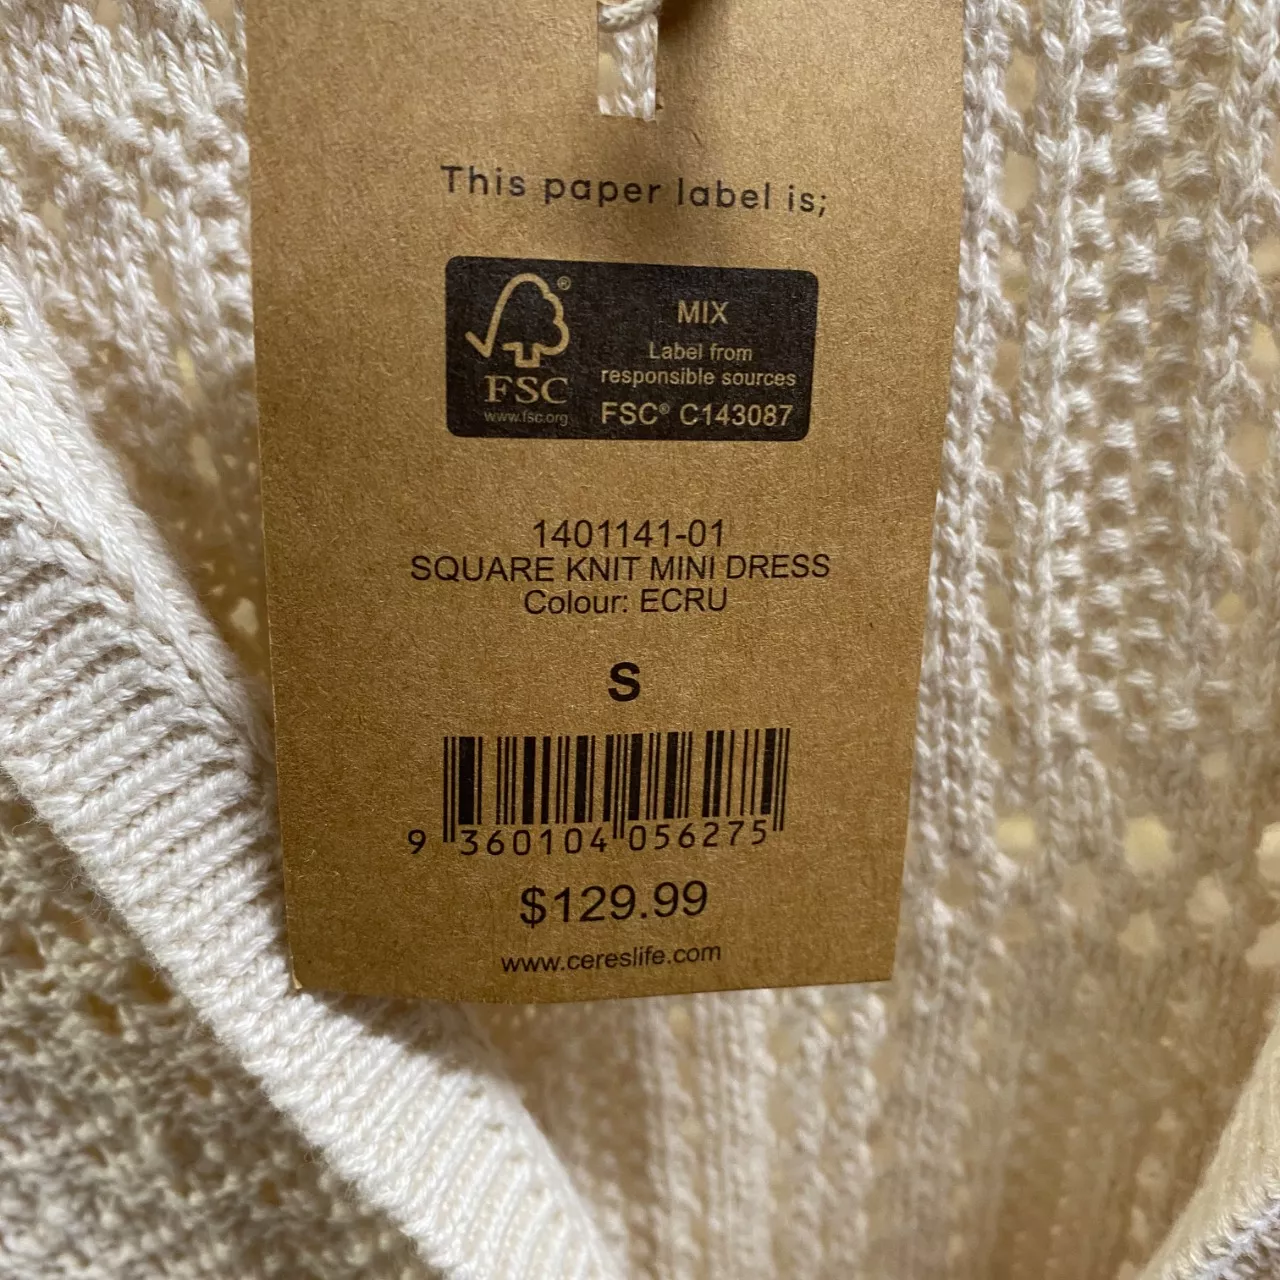 This paper label is;
FSC ®
www.fsc.org
MIX
Label from
responsible sources
FSC® C143087
1401141-01
SQUARE KNIT MINI DRESS
Colour: ECRU
S
9 360104 056275
$129.99
www.cereslife.com